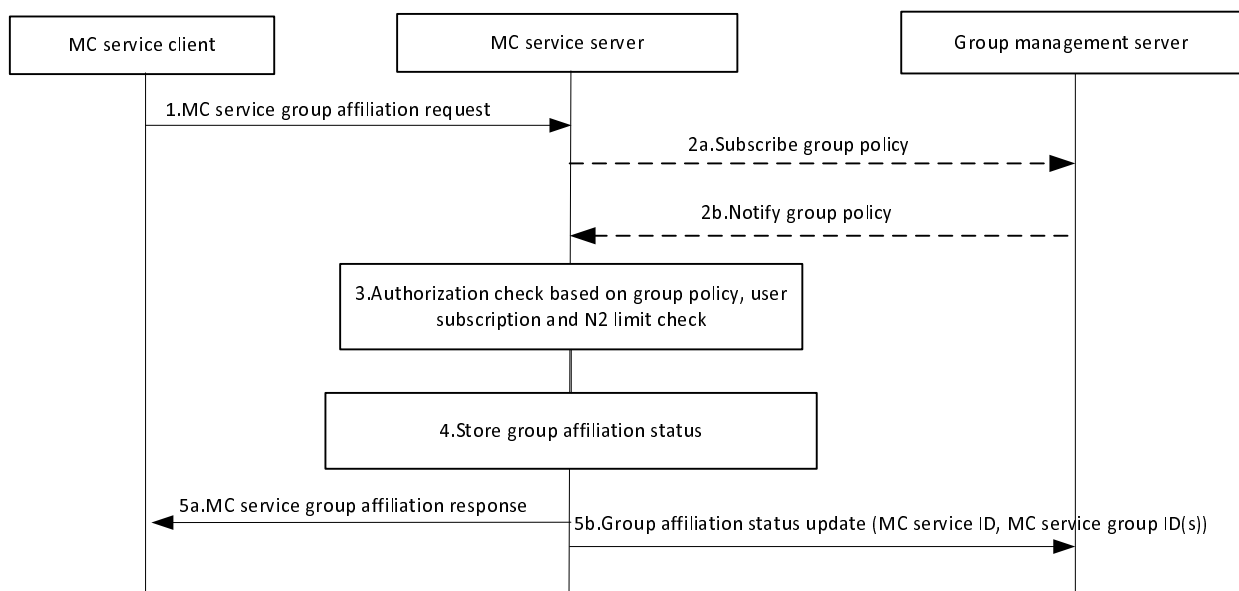 MC service client
MC service server
Group management server
1.MC service group affiliation request
2a.Subscribe group policy
2b.Notify group policy
3.Authorization check based on group policy, user
subscription and N2 limit check
4.Store group affiliation status
5a.MC service group affiliation response
5b.Group affiliation status update (MC service ID, MC service group ID(s))